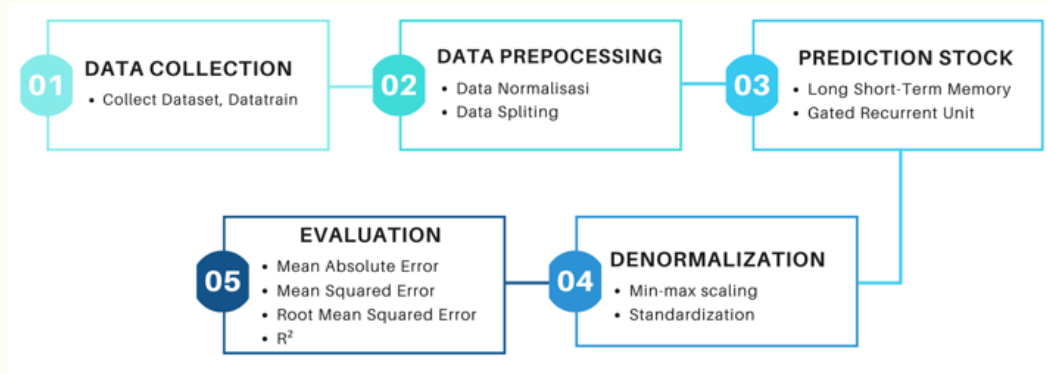 01
DATA COLLECTION
• Collect Dataset, Datatrain
02
DATA PREPOCESSING
• Data Normalisasi
• Data Spliting
03
PREDICTION STOCK
• Long Short-Term Memory
• Gated Recurrent Unit
04
DENORMALIZATION
• Min-max scaling
• Standardization
05
EVALUATION
• Mean Absolute Error
• Mean Squared Error
• Root Mean Squared Error
• R²